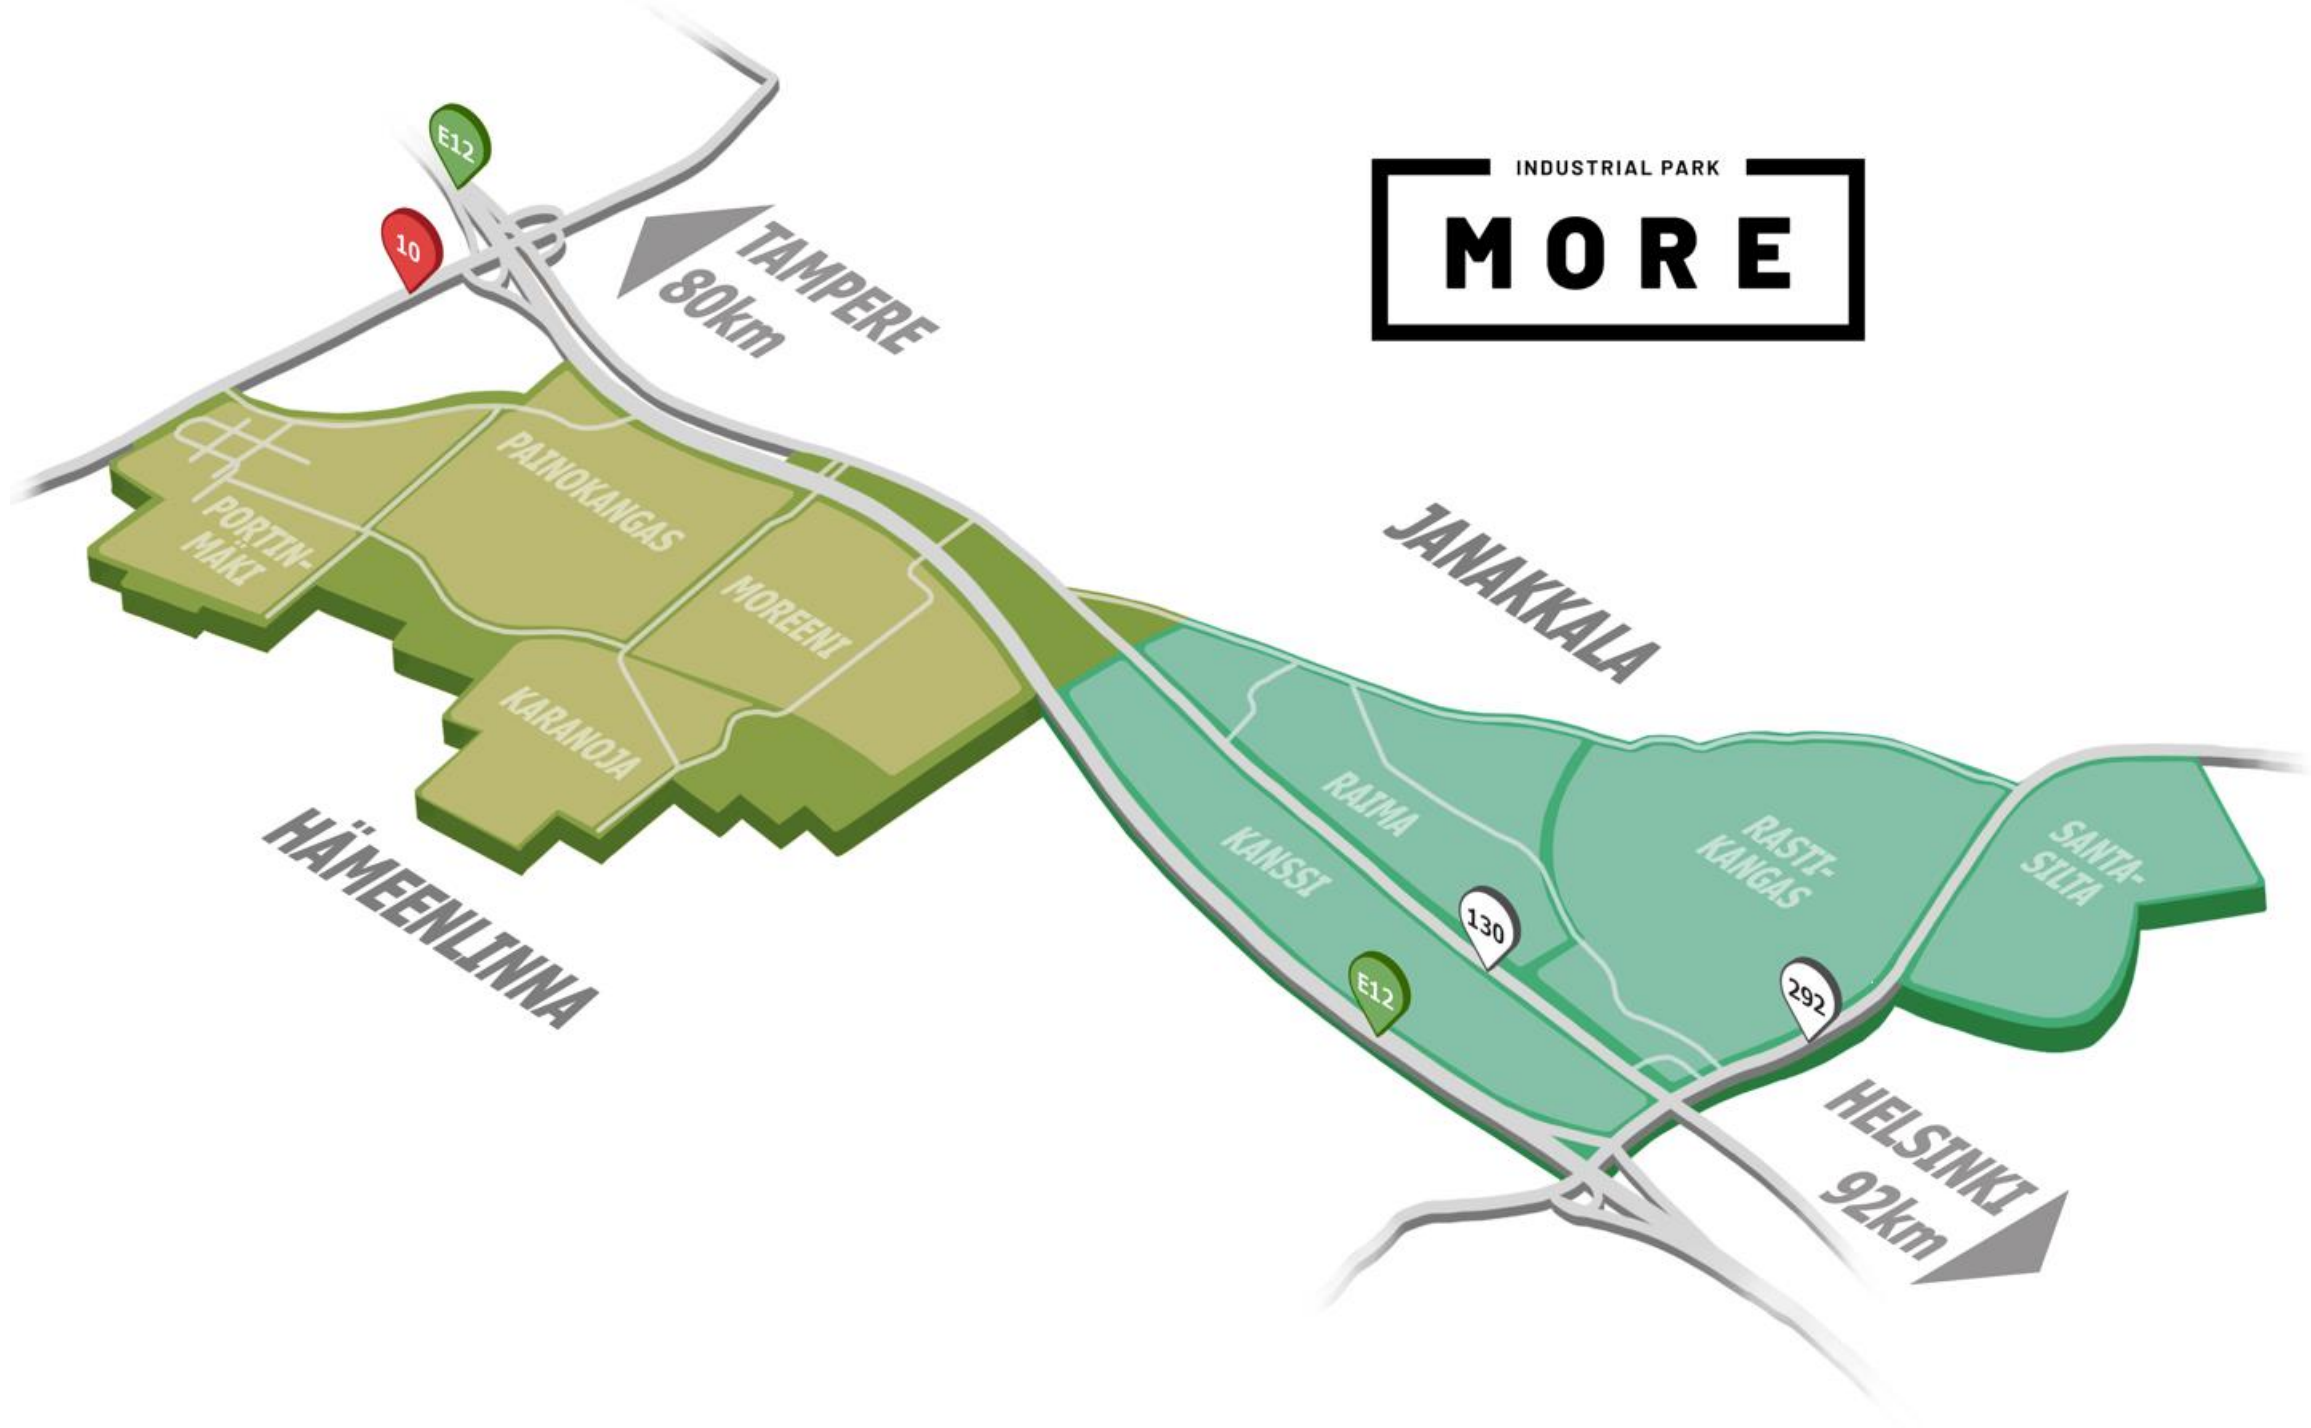 E12
10
TAMPERE
80km
INDUSTRIAL PARK
MORE
PAINOKANGAS
PORTIN-
MÄKI
MOREENI
KARANOJA
HÄMEENLINNA
JANAKKALA
RAIMA
KANSSI
RASTI-
KANGAS
SANTA-
SILTA
130
E12
292
HELSINKI
92km